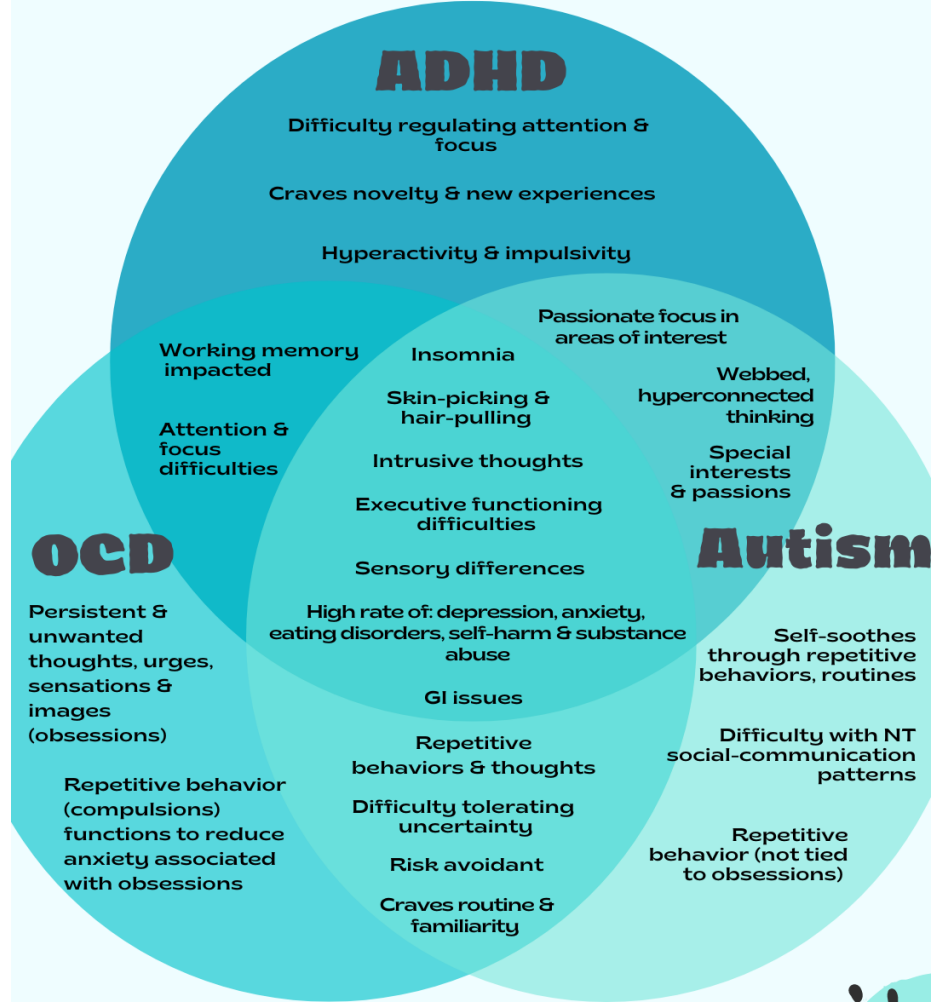 ADHD
Difficulty regulating attention &
focus
Craves novelty & new experiences
Hyperactivity & impulsivity
Passionate focus in
areas of interest
Webbed,
hyperconnected
thinking
Special
interests
& passions
Working memory
impacted
Attention &
focus
difficulties
Insomnia
Skin-picking &
hair-pulling
Intrusive thoughts
Executive functioning
difficulties
Sensory differences
High rate of: depression, anxiety,
eating disorders, self-harm & substance
abuse
GI issues
OCD
Persistent &
unwanted
thoughts, urges,
sensations &
images
(obsessions)
Repetitive behavior
(compulsions)
functions to reduce
anxiety associated
with obsessions
Repetitive
behaviors & thoughts
Difficulty tolerating
uncertainty
Risk avoidant
Craves routine &
familiarity
Autism
Self-soothes
through repetitive
behaviors, routines
Difficulty with NT
social-communication
patterns
Repetitive
behavior (not tied
to obsessions)